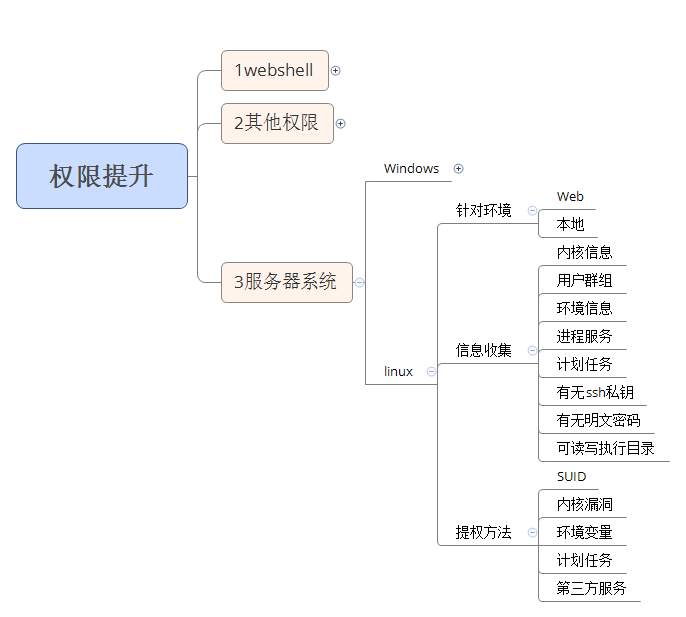 权限提升
1webshell
2其他权限
3服务器系统
Windows
linux
针对环境
Web
本地
信息收集
内核信息
用户群组
环境信息
进程服务
计划任务
有无ssh私钥
有无明文密码
可读写执行目录
提权方法
SUID
内核漏洞
环境变量
计划任务
第三方服务